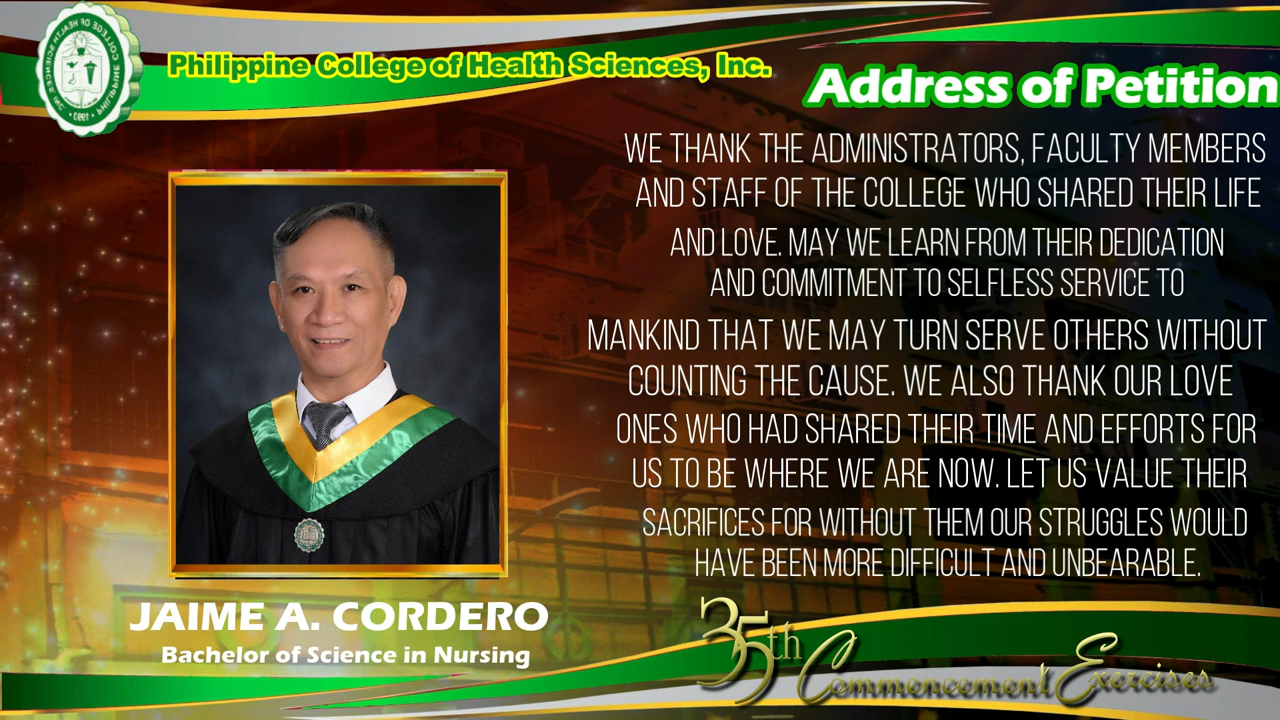 Philippine College of Health Sciences, Inc.
Address of Petition
WE THANK THE ADMINISTRATORS, FACULTY MEMBERS
AND STAFF OF THE COLLEGE WHO SHARED THEIR LIFE
AND LOVE. MAY WE LEARN FROM THEIR DEDICATION
AND COMMITMENT TO SELFLESS SERVICE TO
MANKIND THAT WE MAY TURN SERVE OTHERS WITHOUT
COUNTING THE CAUSE. WE ALSO THANK OUR LOVE
ONES WHO HAD SHARED THEIR TIME AND EFFORTS FOR
US TO BE WHERE WE ARE NOW. LET US VALUE THEIR
SACRIFICES FOR WITHOUT THEM OUR STRUGGLES WOULD
HAVE BEEN MORE DIFFICULT AND UNBEARABLE.
JAIME A. CORDERO
Bachelor of Science in Nursing
35th Commencement Exercises